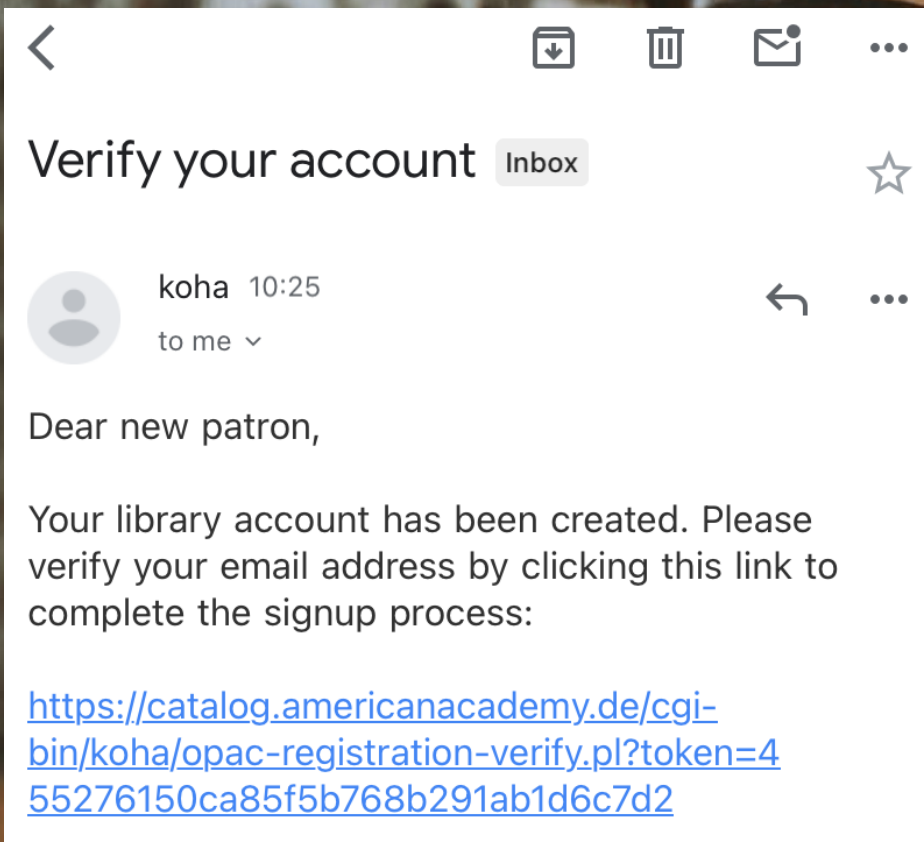 Verify your account Inbox
koha 10:25
to me
Dear new patron,
Your library account has been created. Please
verify your email address by clicking this link to
complete the signup process:
https://catalog.americanacademy.de/cgi-
bin/koha/opac-registration-verify.pl?token=4
55276150ca85f5b768b291ab1d6c7d2